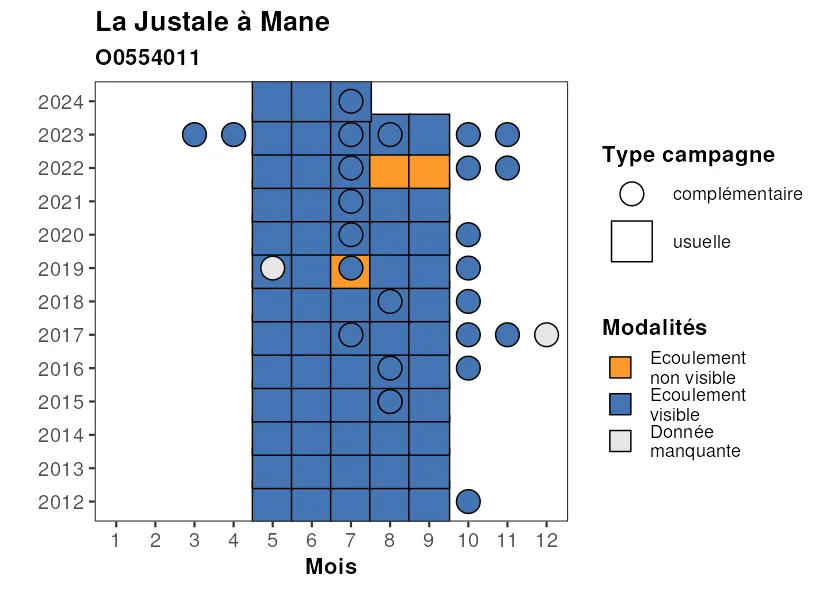 La Justale à Mane
O0554011
2024
2023
2022
2021
2020
2019
2018
2017
2016
2015
2014
2013
2012
1 2 3 4 5 6 7 8 9 10 11 12
Mois
Type campagne
complémentaire
usuelle
Modalités
Ecoulement
non visible
Ecoulement
visible
Donnée
manquante